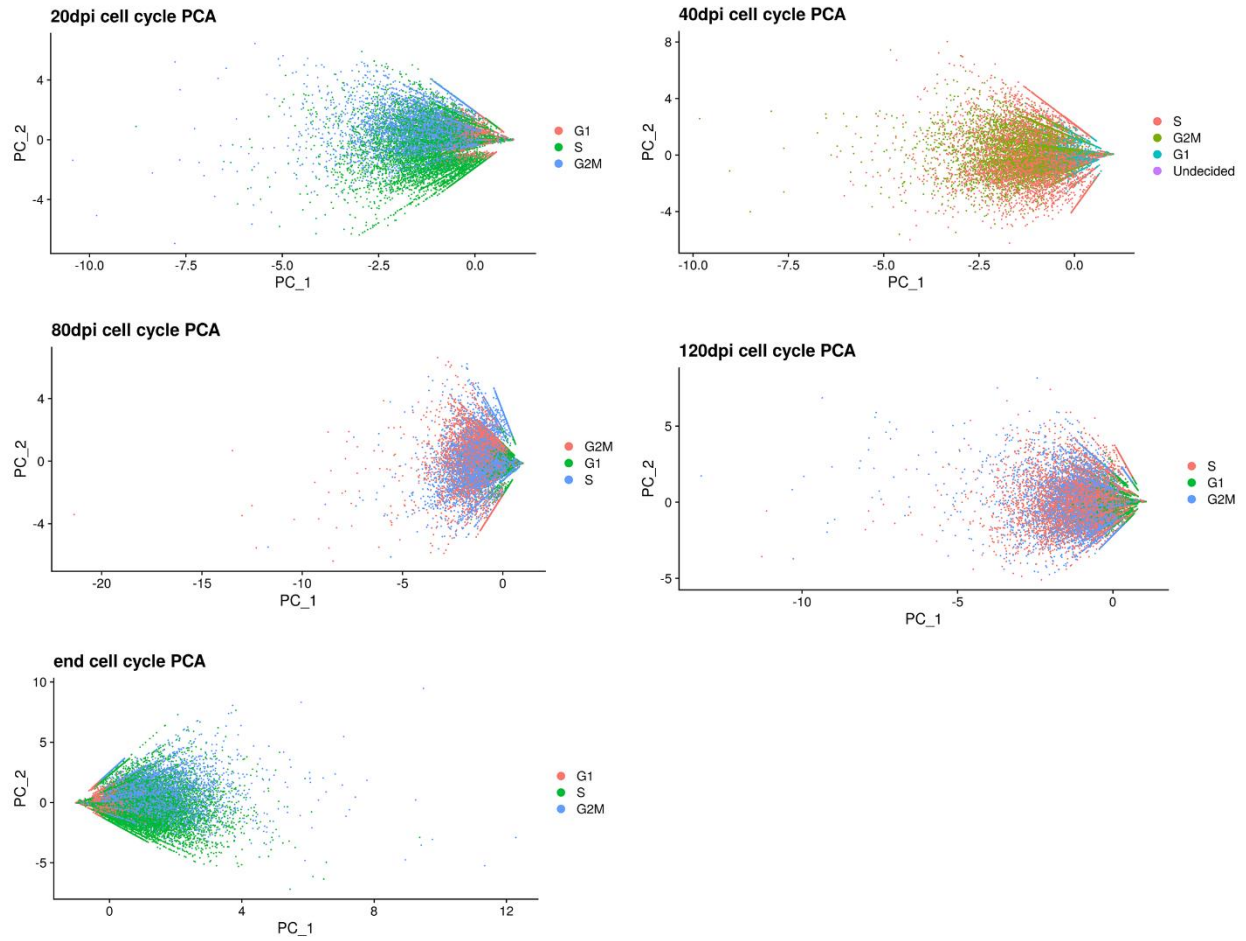 20dpi cell cycle PCA
PC_2
4
0
-4
-10.0
-7.5
-5.0
-2.5
0.0
PC_1
G1
S
G2M
40dpi cell cycle PCA
PC_2
8
4
0
-4
-10.0
-7.5
-5.0
-2.5
0.0
PC_1
S
G2M
G1
Undecided
80dpi cell cycle PCA
PC_2
4
0
-4
-20
-15
-10
-5
0
PC_1
G2M
G1
S
120dpi cell cycle PCA
PC_2
5
0
-5
-10
-5
0
PC_1
S
G1
G2M
end cell cycle PCA
PC_2
10
5
0
-5
0
4
8
12
PC_1
G1
S
G2M